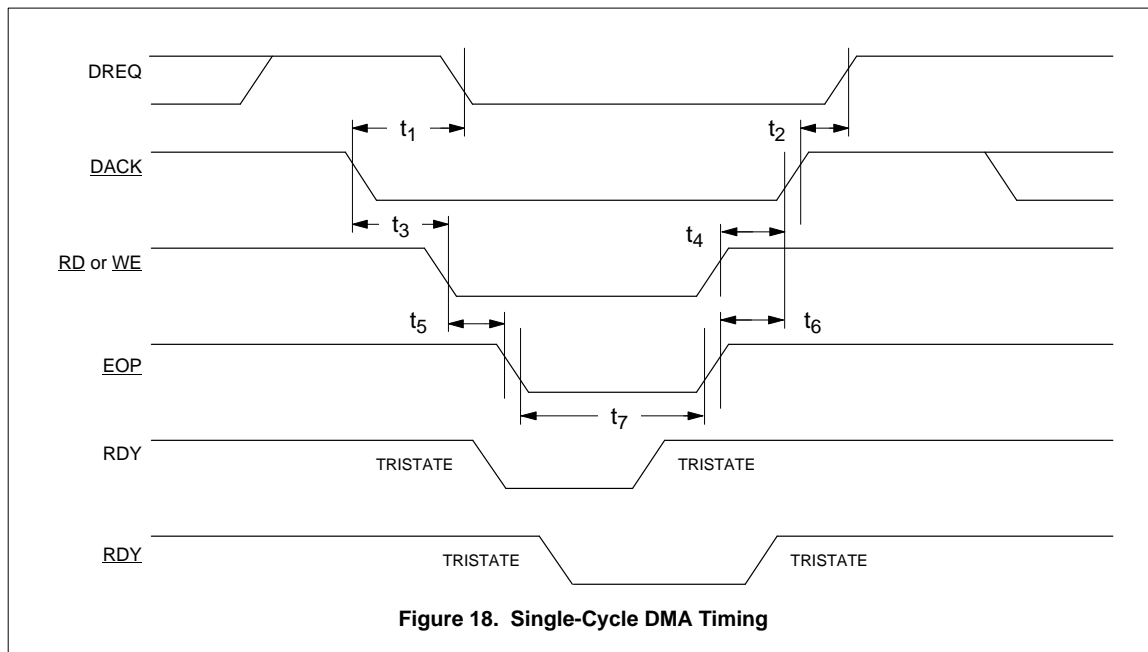 DREQ
t1
t2
DACK
t3
t4
RD or WE
t5
t6
EOP
t7
RDY
TRISTATE
TRISTATE
RDY
TRISTATE
TRISTATE
Figure 18. Single-Cycle DMA Timing